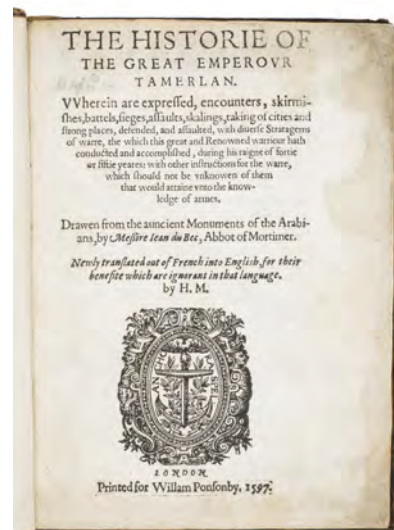 THE HISTORIE OF
THE GREAT EMPEROVR
TAMERLAN.
VVherein are expreſſed, encounters, skirmi-
ſhes, battels, ſieges, aſſaults, skalings, taking of cities and
ſtrong places, defended, and aſſaulted, with diuerſe Stratagems
of warre, the which this great and Renowned warriour hath
conducted and accompliſhed, during his raigne of fortie
or fiftie yeares: with other inſtructions for the warre,
which ſhould not be vnknowen of them
that would attaine vnto the know-
ledge of armes.
Drawen from the auncient Monuments of the Arabi-
ans, by Meſſire Iean du Bec, Abbot of Mortimer.
Newly tranſlated out of French into Engliſh, for their
benefite which are ignorant in that language.
by H. M.
LONDON
Printed for Willam Ponſonby, 1597.